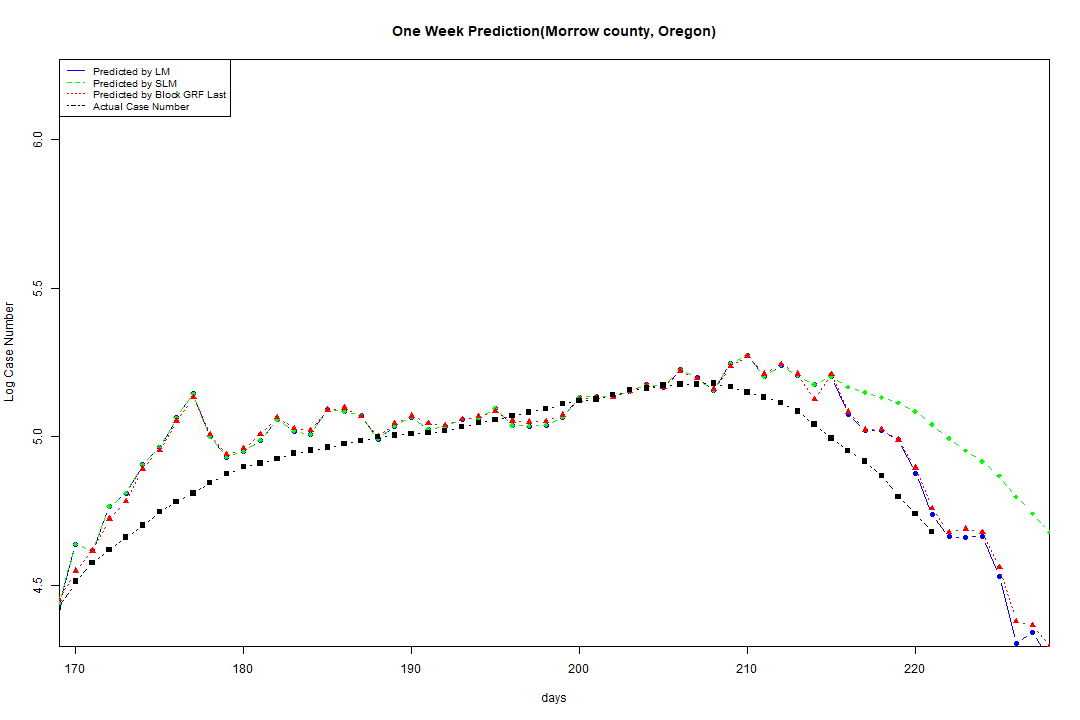 One Week Prediction(Morrow county, Oregon)
Predicted by LM
Predicted by SLM
Predicted by Block GRF Last
Actual Case Number
6.0
5.5
5.0
4.5
Log Case Number
170 180 190 200 210 220
days